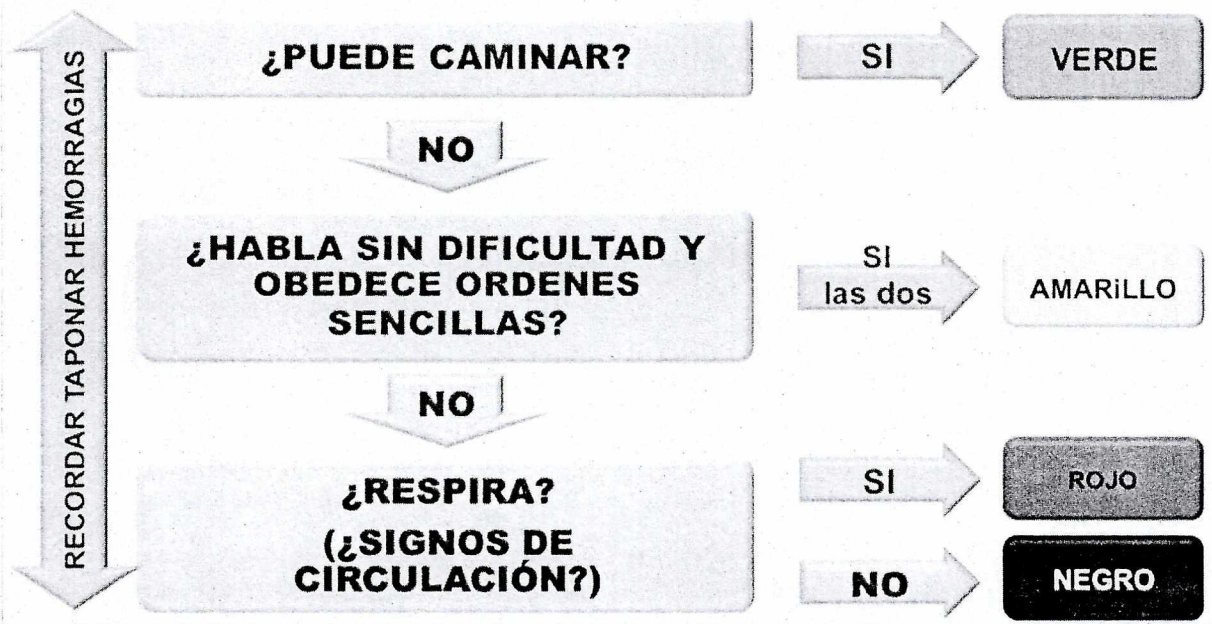 RECORDAR TAPONAR HEMORRAGIAS
¿PUEDE CAMINAR?
SI
VERDE
NO
¿HABLA SIN DIFICULTAD Y
OBEDECE ORDENES
SENCILLAS?
SI
las dos
AMARiLLO
NO
¿RESPIRA?
(¿SIGNOS DE
CIRCULACIÓN?)
SI
ROJO
NO
NEGRO